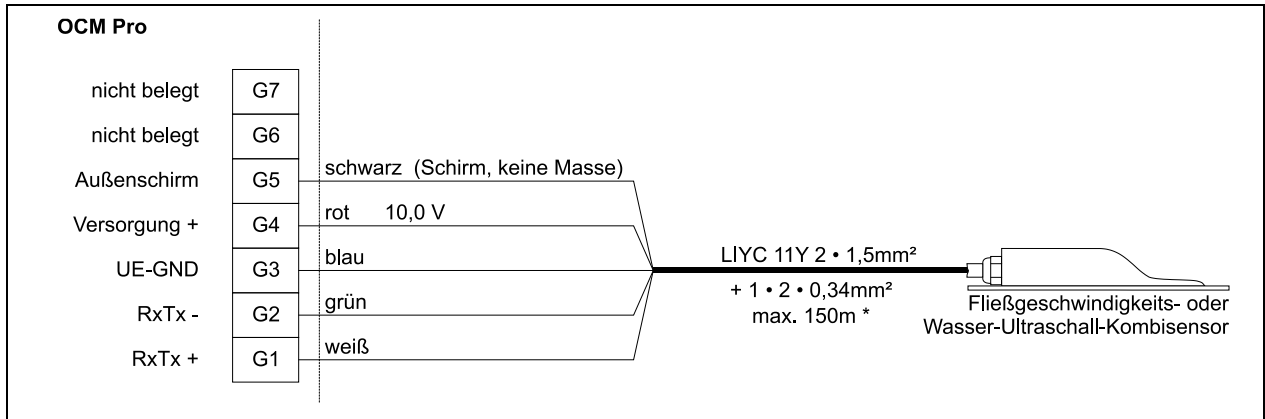 OCM Pro
nicht belegt G7
nicht belegt G6
Außenschirm G5 schwarz (Schirm, keine Masse)
Versorgung + G4 rot 10,0 V
UE-GND G3 blau
RxTx - G2 grün
RxTx + G1 weiß
LIYC 11Y 2 • 1,5mm²
+ 1 • 2 • 0,34mm²
max. 150m *
Fließgeschwindigkeits- oder
Wasser-Ultraschall-Kombisensor